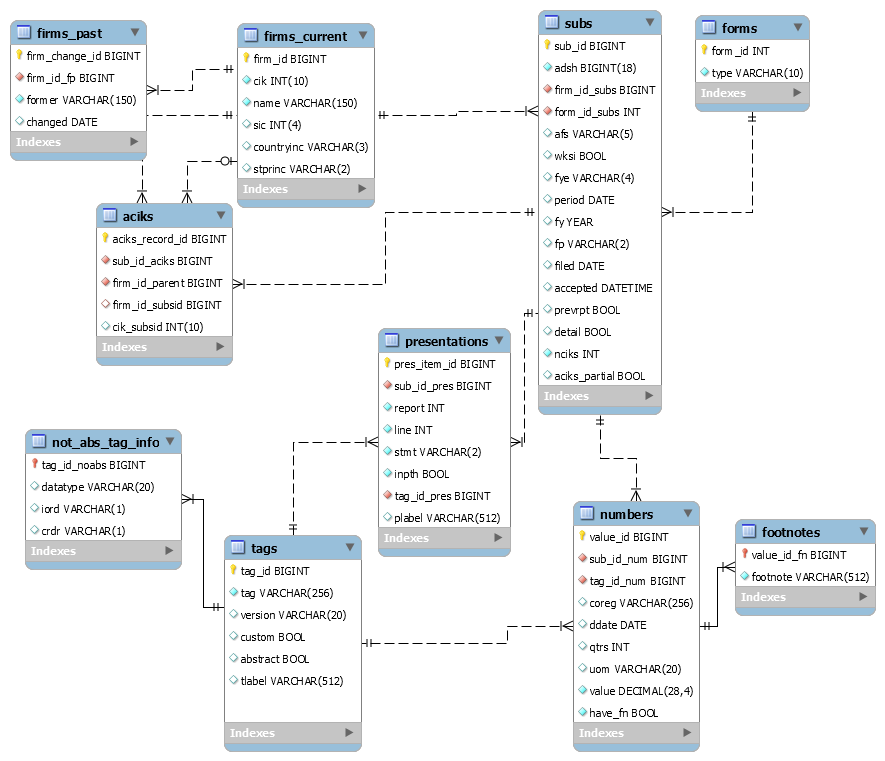 firms_past
firm_change_id BIGINT
firm_id_fp BIGINT
former VARCHAR(150)
changed DATE
Indexes
firms_current
firm_id BIGINT
cik INT(10)
name VARCHAR(150)
sic INT(4)
countryinc VARCHAR(3)
stprinc VARCHAR(2)
Indexes
subs
sub_id BIGINT
adsh BIGINT(18)
firm_id_subs BIGINT
form_id_subs INT
afs VARCHAR(5)
wksi BOOL
fye VARCHAR(4)
period DATE
fy YEAR
fp VARCHAR(2)
filed DATE
accepted DATETIME
prevrpt BOOL
detail BOOL
nciks INT
aciks_partial BOOL
Indexes
forms
form_id INT
type VARCHAR(10)
Indexes
aciks
aciks_record_id BIGINT
sub_id_aciks BIGINT
firm_id_parent BIGINT
firm_id_subsid BIGINT
cik_subsid INT(10)
Indexes
presentations
pres_item_id BIGINT
sub_id_pres BIGINT
report INT
line INT
stmt VARCHAR(2)
inpth BOOL
tag_id_pres BIGINT
plabel VARCHAR(512)
Indexes
not_abs_tag_info
tag_id_noabs BIGINT
datatype VARCHAR(20)
iord VARCHAR(1)
crdr VARCHAR(1)
Indexes
tags
tag_id BIGINT
tag VARCHAR(256)
version VARCHAR(20)
custom BOOL
abstract BOOL
tlabel VARCHAR(512)
Indexes
numbers
value_id BIGINT
sub_id_num BIGINT
tag_id_num BIGINT
coreg VARCHAR(256)
ddate DATE
qtrs INT
uom VARCHAR(20)
value DECIMAL(28,4)
have_fn BOOL
Indexes
footnotes
value_id_fn BIGINT
footnote VARCHAR(512)
Indexes